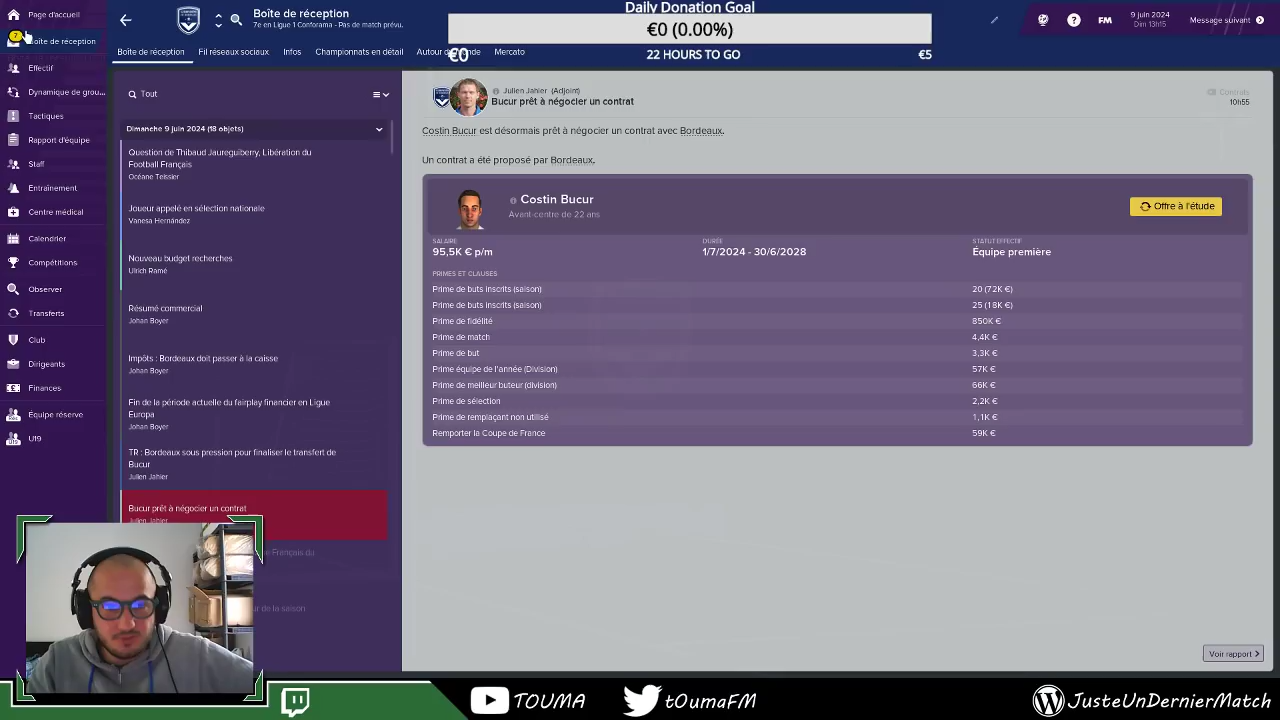 Page d'accueil
7
Boîte de réception
Effectif
Dynamique de grou...
Tactiques
Rapport d'équipe
Staff
Entraînement
Centre médical
Calendrier
Compétitions
Observer
Transferts
Club
Dirigeants
Finances
Équipe réserve
U19
Boîte de réception
7e en Ligue 1 Conforama - Pas de match prévu.
Daily Donation Goal
€0 (0.00%)
€0
22 HOURS TO GO
€5
FM
9 juin 2024
Dim 13h15
Message suivant
Boîte de réception
Fil réseaux sociaux
Infos
Championnats en détail
Mercato
Tout
Dimanche 9 juin 2024 (18 objets)
Question de Thibaud Jaureguiberry, Libération du
Football Français
Océane Teissier
Joueur appelé en sélection nationale
Vanesa Hernández
Nouveau budget recherches
Ulrich Ramé
Résumé commercial
Johan Boyer
Impôts : Bordeaux doit passer à la caisse
Johan Boyer
Fin de la période actuelle du fairplay financier en Ligue
Europa
Johan Boyer
TR : Bordeaux sous pression pour finaliser le transfert de
Bucur
Julien Jahier
Bucur prêt à négocier un contrat
Julien Jahier
Français du
de la saison
Julien Jahier (Adjoint)
Bucur prêt à négocier un contrat
Contrats
10h55
Costin Bucur est désormais prêt à négocier un contrat avec Bordeaux.
Un contrat a été proposé par Bordeaux.
Costin Bucur
Avant-centre de 22 ans
Offre à l'étude
SALAIRE
95,5K € p/m
DURÉE
1/7/2024 - 30/6/2028
STATUT EFFECTIF
Équipe première
PRIMES ET CLAUSES
Prime de buts inscrits (saison) 20 (72K €)
Prime de buts inscrits (saison) 25 (18K €)
Prime de fidélité 850K €
Prime de match 4,4K €
Prime de but 3,3K €
Prime équipe de l'année (Division) 57K €
Prime de meilleur buteur (division) 66K €
Prime de sélection 2,2K €
Prime de remplaçant non utilisé 1,1K €
Remporter la Coupe de France 59K €
Voir rapport
TOUMA
tOumaFM
JusteUnDernierMatch